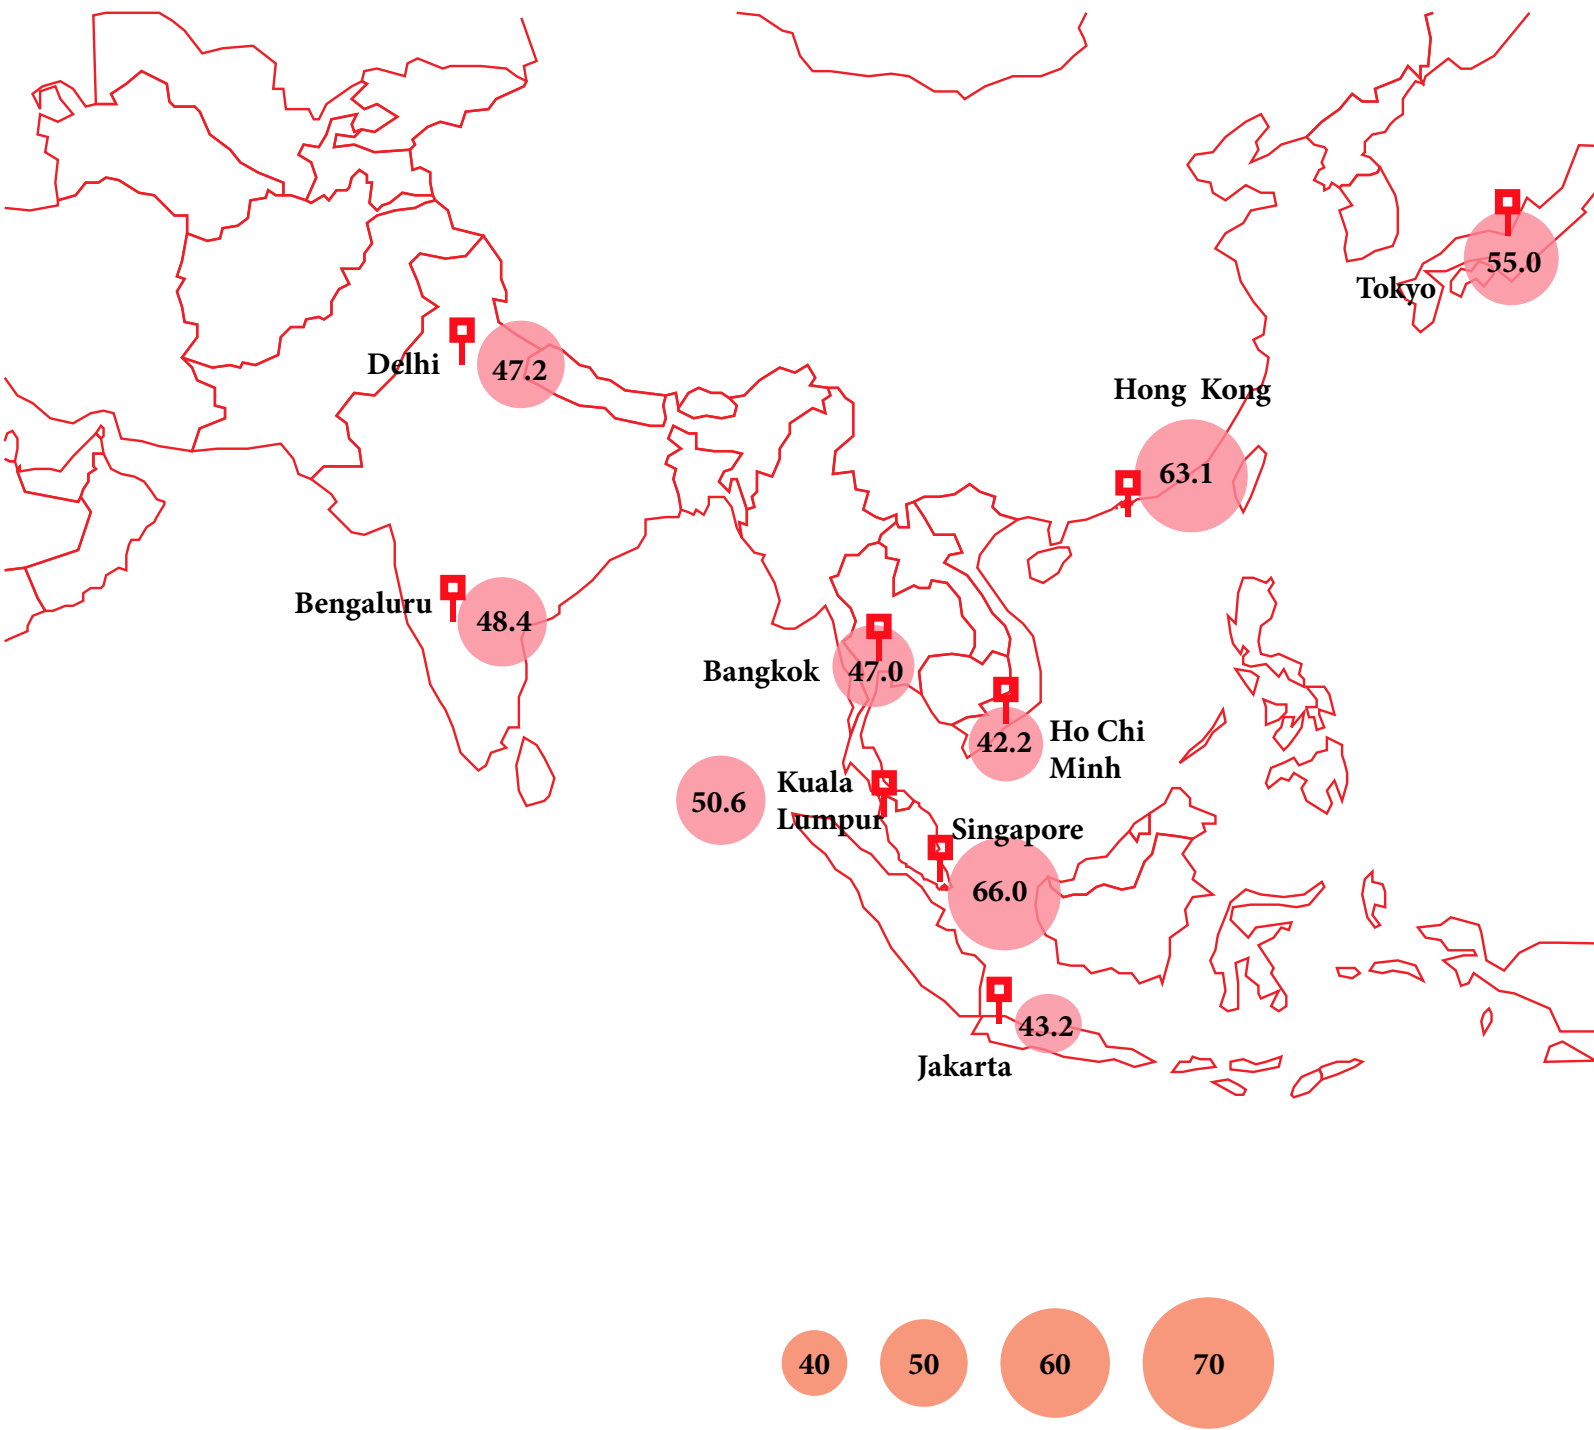 Tokyo
55.0
Delhi
47.2
Hong Kong
63.1
Bengaluru
48.4
Bangkok
47.0
42.2
Ho Chi
Minh
50.6
Kuala
Lumpur
Singapore
66.0
43.2
Jakarta
40
50
60
70